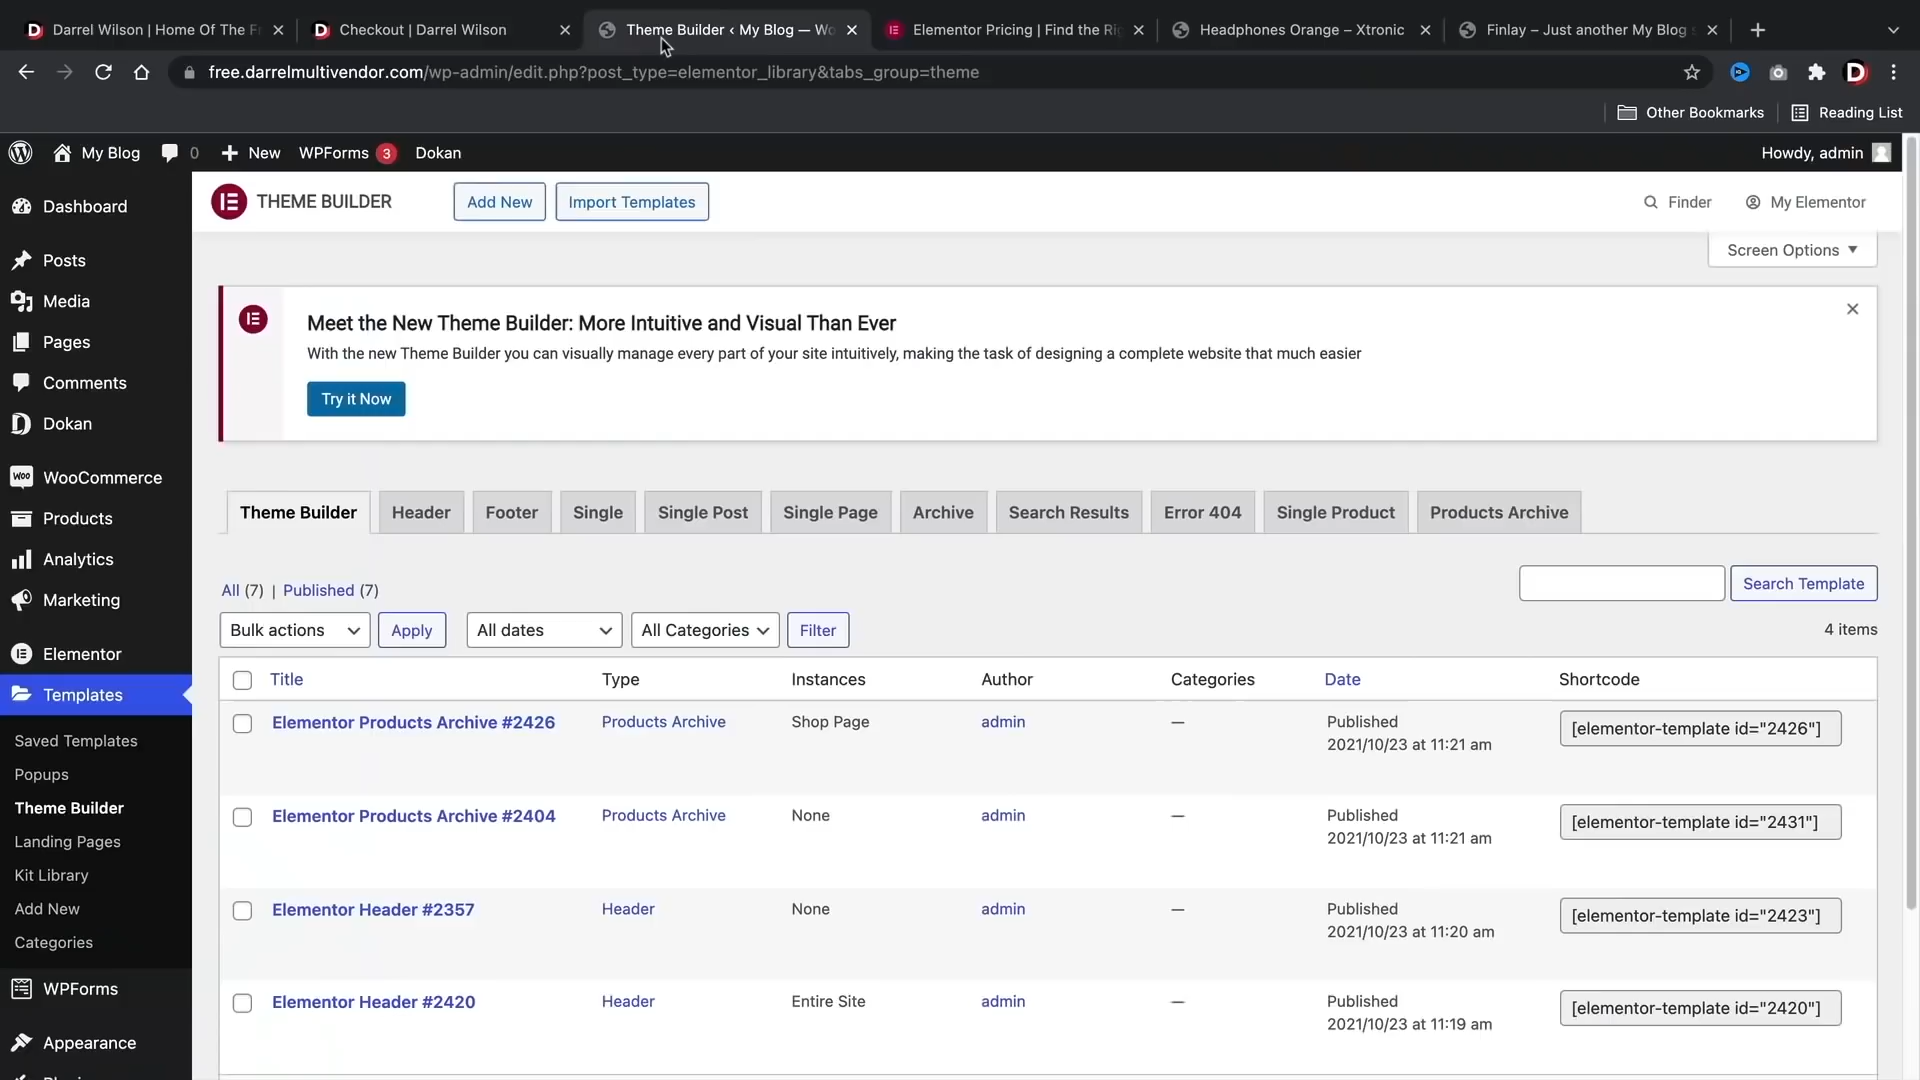 Darrel Wilson | Home Of The F
Checkout | Darrel Wilson
Theme Builder ‹ My Blog — Wo
Elementor Pricing | Find the Ri
Headphones Orange – Xtronic
Finlay – Just another My Blog s
free.darrelmultivendor.com/wp-admin/edit.php?post_type=elementor_library&tabs_group=theme
Other Bookmarks
Reading List
My Blog
0
New
WPForms 3
Dokan
Howdy, admin
Dashboard
Posts
Media
Pages
Comments
Dokan
WooCommerce
Products
Analytics
Marketing
Elementor
Templates
Saved Templates
Popups
Theme Builder
Landing Pages
Kit Library
Add New
Categories
WPForms
Appearance
THEME BUILDER
Add New
Import Templates
Finder
My Elementor
Screen Options
Meet the New Theme Builder: More Intuitive and Visual Than Ever
With the new Theme Builder you can visually manage every part of your site intuitively, making the task of designing a complete website that much easier
Try it Now
Theme Builder Header Footer Single Single Post Single Page Archive Search Results Error 404 Single Product Products Archive
All (7) | Published (7)
Search Template
Bulk actions Apply All dates All Categories Filter
4 items
Title Type Instances Author Categories Date Shortcode
Elementor Products Archive #2426 Products Archive Shop Page admin — Published [elementor-template id="2426"]
2021/10/23 at 11:21 am
Elementor Products Archive #2404 Products Archive None admin — Published [elementor-template id="2431"]
2021/10/23 at 11:21 am
Elementor Header #2357 Header None admin — Published [elementor-template id="2423"]
2021/10/23 at 11:20 am
Elementor Header #2420 Header Entire Site admin — Published [elementor-template id="2420"]
2021/10/23 at 11:19 am